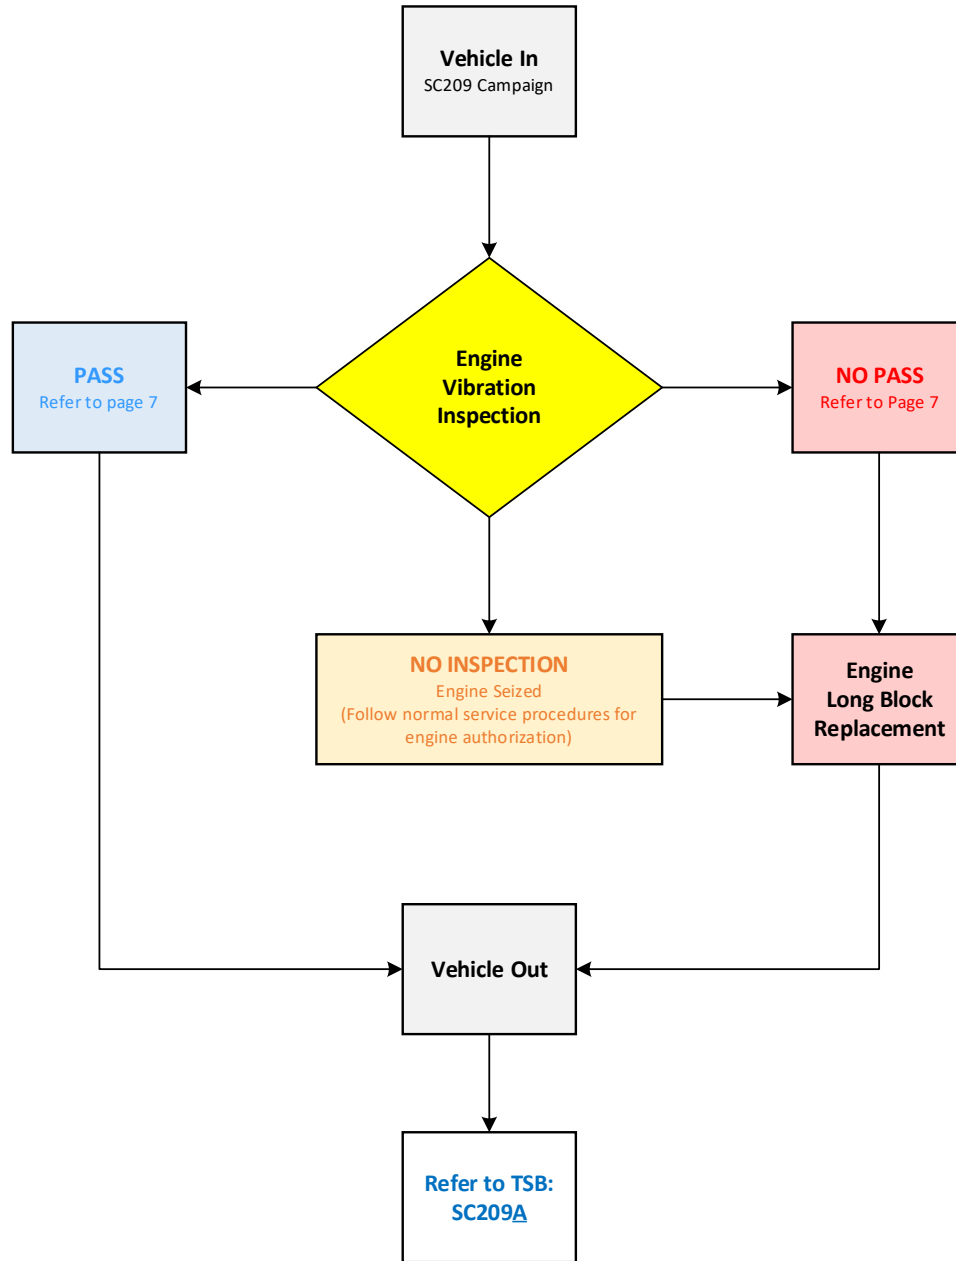 Vehicle In
SC209 Campaign
Engine
Vibration
Inspection
PASS
Refer to page 7
NO PASS
Refer to Page 7
NO INSPECTION
Engine Seized
(Follow normal service procedures for
engine authorization)
Engine
Long Block
Replacement
Vehicle Out
Refer to TSB:
SC209A